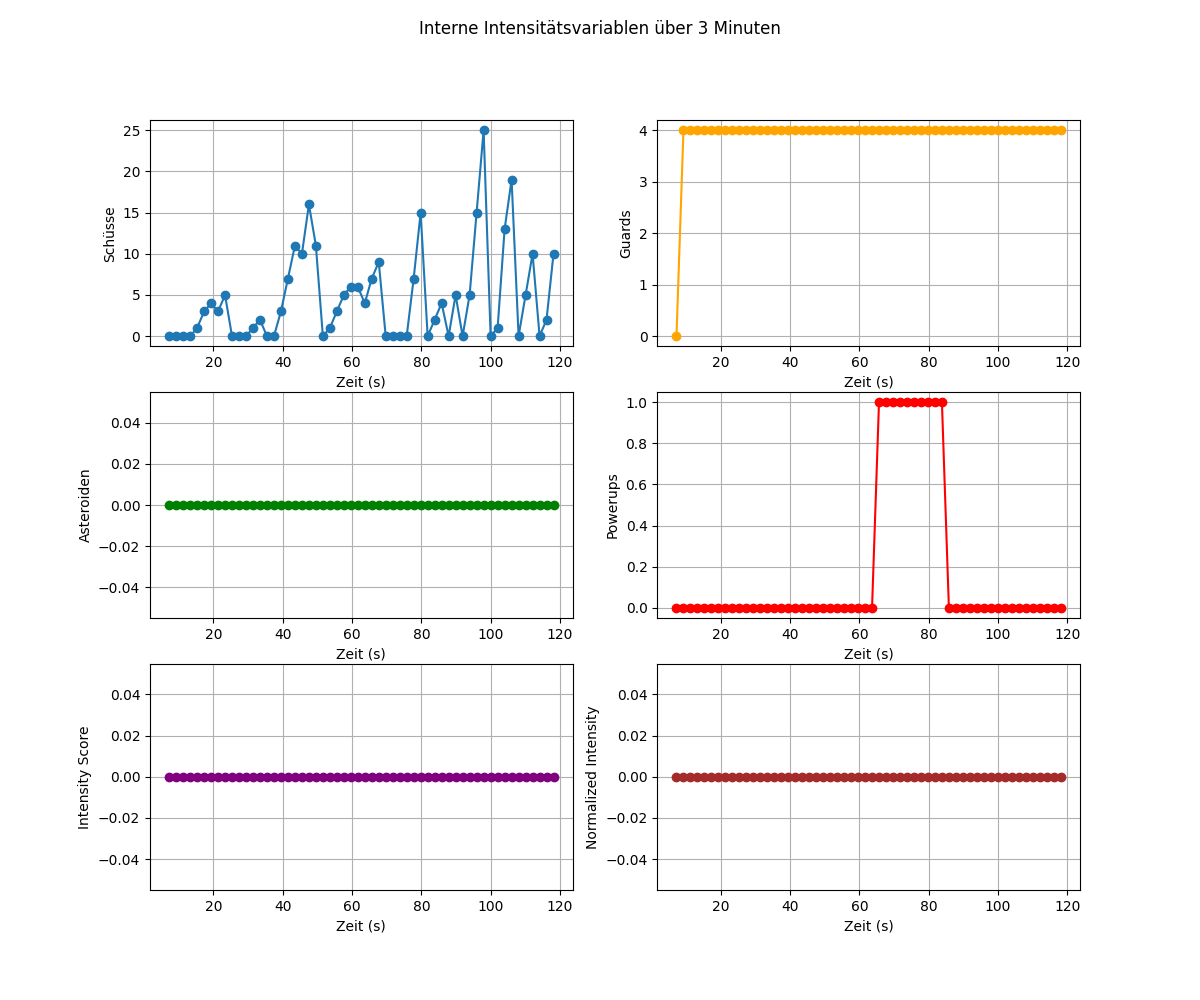 Interne Intensitätsvariablen über 3 Minuten
25
20
15
10
5
0
Schüsse
20 40 60 80 100 120
Zeit (s)
4
3
2
1
0
Guards
20 40 60 80 100 120
Zeit (s)
0.04
0.02
0.00
−0.02
−0.04
Asteroiden
20 40 60 80 100 120
Zeit (s)
1.0
0.8
0.6
0.4
0.2
0.0
Powerups
20 40 60 80 100 120
Zeit (s)
0.04
0.02
0.00
−0.02
−0.04
Intensity Score
20 40 60 80 100 120
Zeit (s)
0.04
0.02
0.00
−0.02
−0.04
Normalized Intensity
20 40 60 80 100 120
Zeit (s)